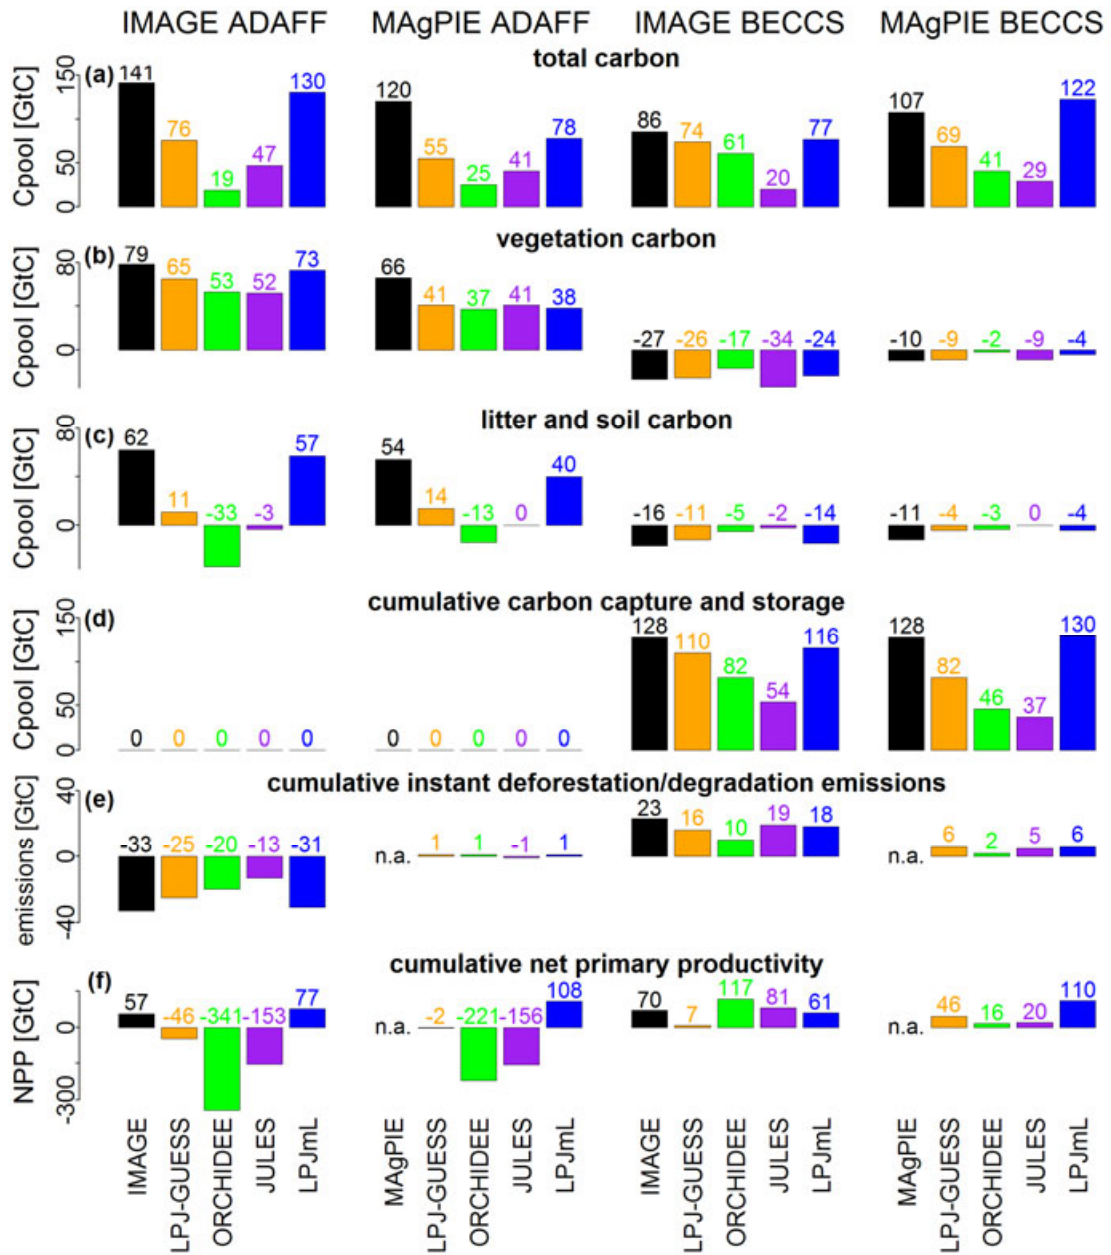 IMAGE ADAFF MAgPIE ADAFF IMAGE BECCS MAgPIE BECCS
total carbon
(a)
Cpool [GtC]
150
50
0
141 76 19 47 130
120 55 25 41 78
86 74 61 20 77
107 69 41 29 122
vegetation carbon
(b)
Cpool [GtC]
80
0
79 65 53 52 73
66 41 37 41 38
-27 -26 -17 -34 -24
-10 -9 -2 -9 -4
litter and soil carbon
(c)
Cpool [GtC]
80
0
62 11 -33 -3 57
54 14 -13 0 40
-16 -11 -5 -2 -14
-11 -4 -3 0 -4
cumulative carbon capture and storage
(d)
Cpool [GtC]
150
50
0
0 0 0 0 0
0 0 0 0 0
128 110 82 54 116
128 82 46 37 130
cumulative instant deforestation/degradation emissions
(e)
emissions [GtC]
40
0
-40
-33 -25 -20 -13 -31
n.a. 1 1 -1 1
23 16 10 19 18
n.a. 6 2 5 6
cumulative net primary productivity
(f)
NPP [GtC]
0
-300
57 -46 -341 -153 77
n.a. -2 -221 -156 108
70 7 117 81 61
n.a. 46 16 20 110
IMAGE LPJ-GUESS ORCHIDEE JULES LPJmL
MAgPIE LPJ-GUESS ORCHIDEE JULES LPJmL
IMAGE LPJ-GUESS ORCHIDEE JULES LPJmL
MAgPIE LPJ-GUESS ORCHIDEE JULES LPJmL